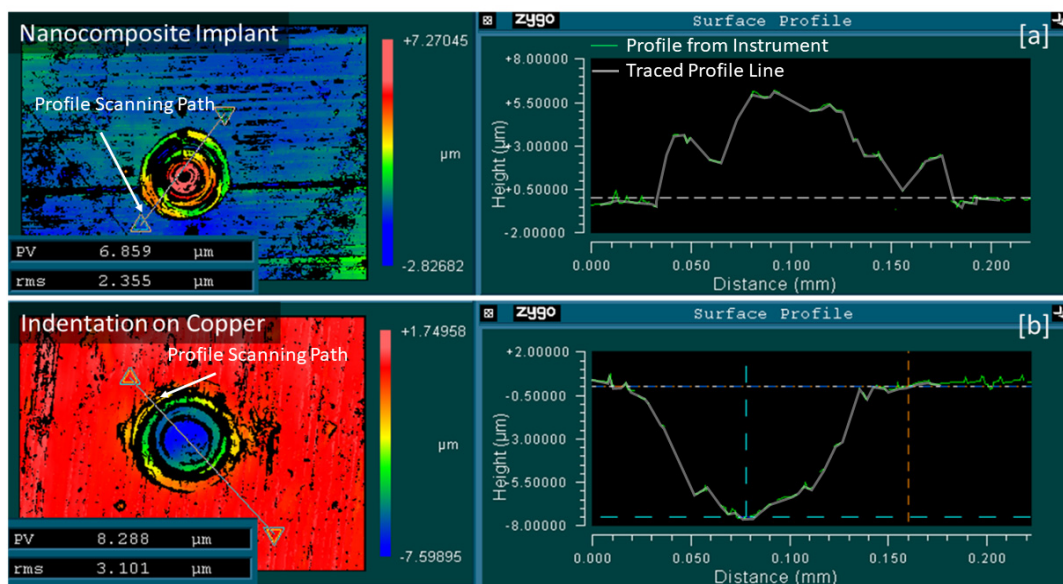 Nanocomposite Implant
Profile Scanning Path
+7.27045
µm
-2.82682
PV 6.859 µm
rms 2.355 µm
zygo Surface Profile
[a]
Profile from Instrument
Traced Profile Line
+8.00000
+5.50000
+3.00000
+0.50000
-2.00000
Height (µm)
0.000 0.050 0.100 0.150 0.200
Distance (mm)
Indentation on Copper
Profile Scanning Path
+1.74958
µm
-7.59895
PV 8.288 µm
rms 3.101 µm
zygo Surface Profile
[b]
+2.00000
-0.50000
-3.00000
-5.50000
-8.00000
Height (µm)
0.000 0.050 0.100 0.150 0.200
Distance (mm)